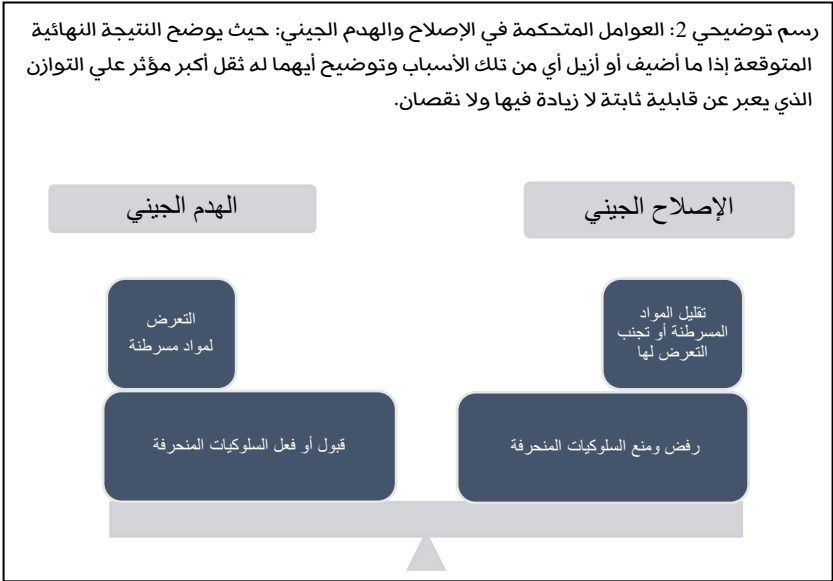 رسم توضيحي 2: العوامل المتحكمة في الإصلاح والهدم الجيني: حيث يوضح النتيجة النهائية
المتوقعة إذا ما أضيف أو أزيل أي من تلك الأسباب وتوضيح أيهما له ثقل أكبر مؤثر علي التوازن
الذي يعبر عن قابلية ثابتة لا زيادة فيها ولا نقصان.
الإصلاح الجيني
الهدم الجيني
تقليل المواد
المسرطنة أو تجنب
التعرض لها
التعرض
لمواد مسرطنة
رفض ومنع السلوكيات المنحرفة
قبول أو فعل السلوكيات المنحرفة